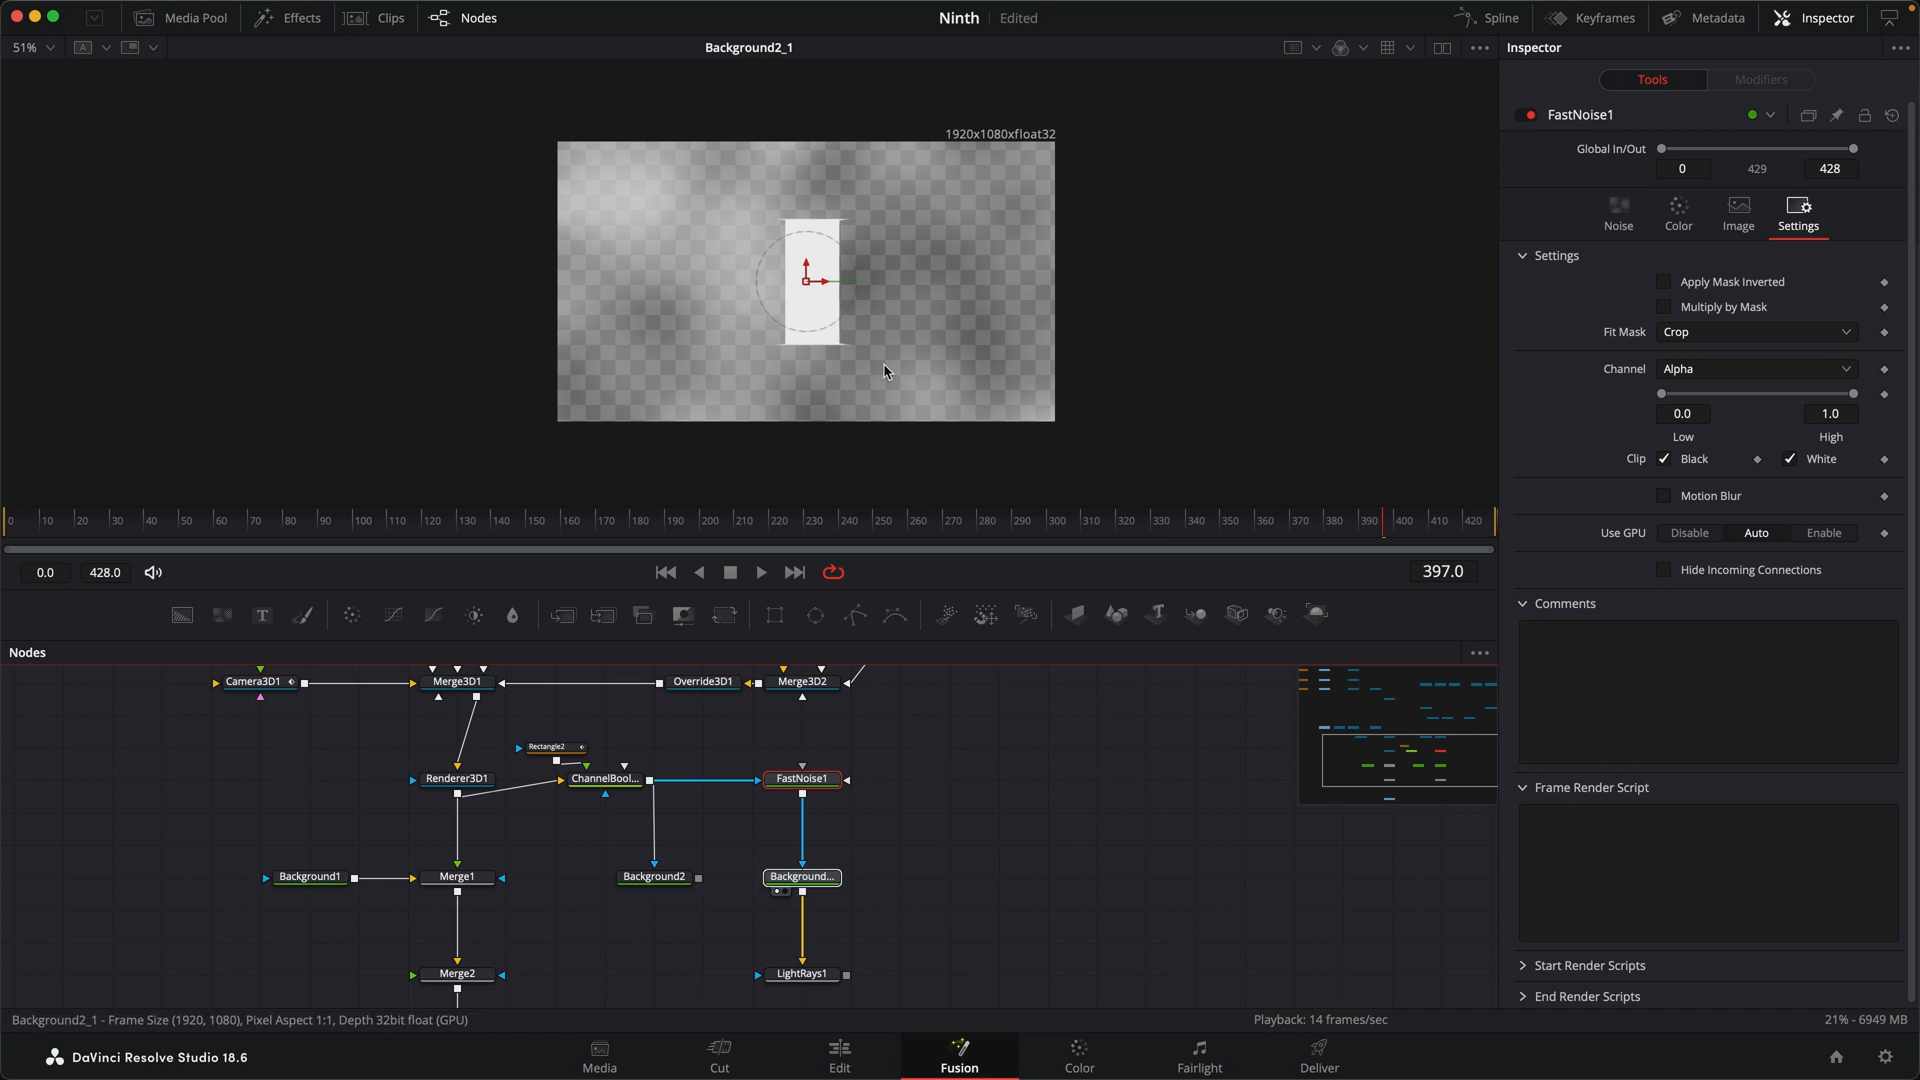 Media Pool
Effects
Clips
Nodes
Ninth
Edited
Spline
Keyframes
Metadata
Inspector
51%
A
Background2_1
Inspector
Tools
Modifiers
1920x1080xfloat32
FastNoise1
Global In/Out
0
429
428
Noise
Color
Image
Settings
Settings
Apply Mask Inverted
Multiply by Mask
Fit Mask
Crop
Channel
Alpha
0.0
1.0
Low
High
Clip
Black
White
Motion Blur
Use GPU
Disable
Auto
Enable
Hide Incoming Connections
Comments
Frame Render Script
Start Render Scripts
End Render Scripts
0 10 20 30 40 50 60 70 80 90 100 110 120 130 140 150 160 170 180 190 200 210 220 230 240 250 260 270 280 290 300 310 320 330 340 350 360 370 380 390 400 410 420
0.0
428.0
397.0
T
T
Nodes
Camera3D1
Merge3D1
Override3D1
Merge3D2
Rectangle2
Renderer3D1
ChannelBool...
FastNoise1
Background1
Merge1
Background2
Background...
Merge2
LightRays1
Background2_1 - Frame Size (1920, 1080), Pixel Aspect 1:1, Depth 32bit float (GPU)
Playback: 14 frames/sec
21% - 6949 MB
DaVinci Resolve Studio 18.6
Media
Cut
Edit
Fusion
Color
Fairlight
Deliver